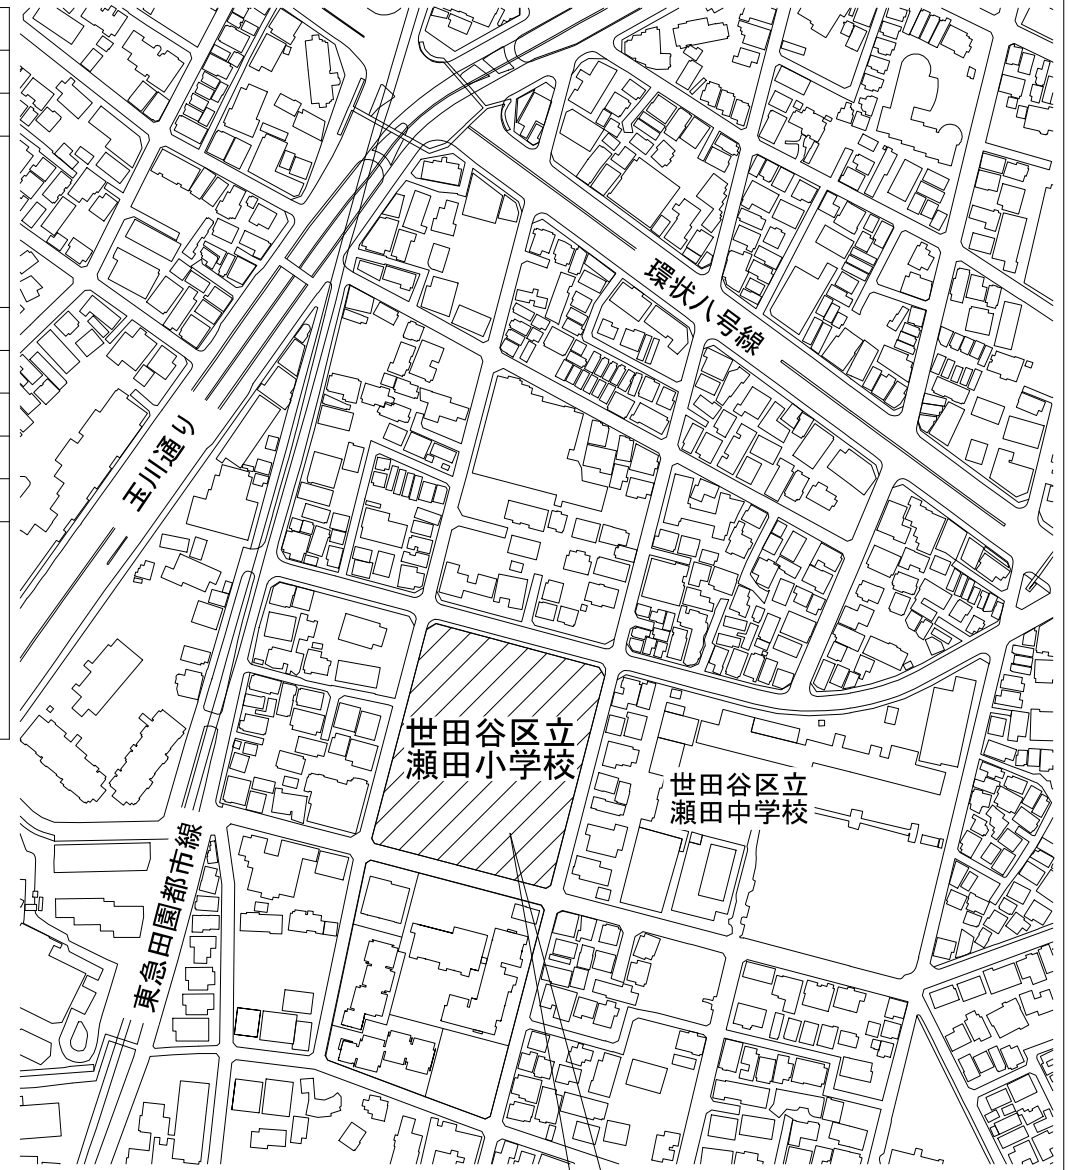 環状八号線
玉川通り
世田谷区立
瀬田小学校
世田谷区立
瀬田中学校
東急田園都市線